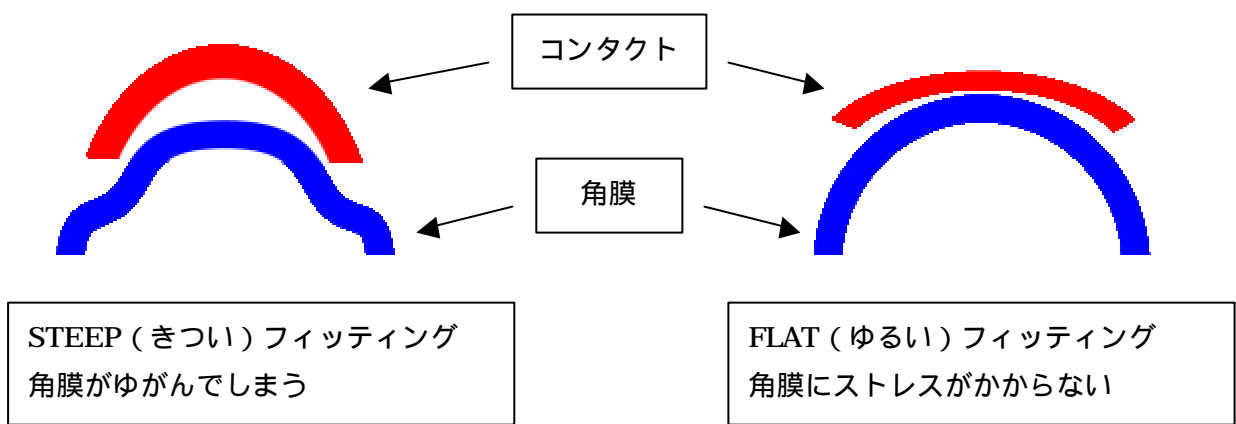 コンタクト
角膜
STEEP（きつい）フィッティング
角膜がゆがんでしまう
FLAT（ゆるい）フィッティング
角膜にストレスがかからない